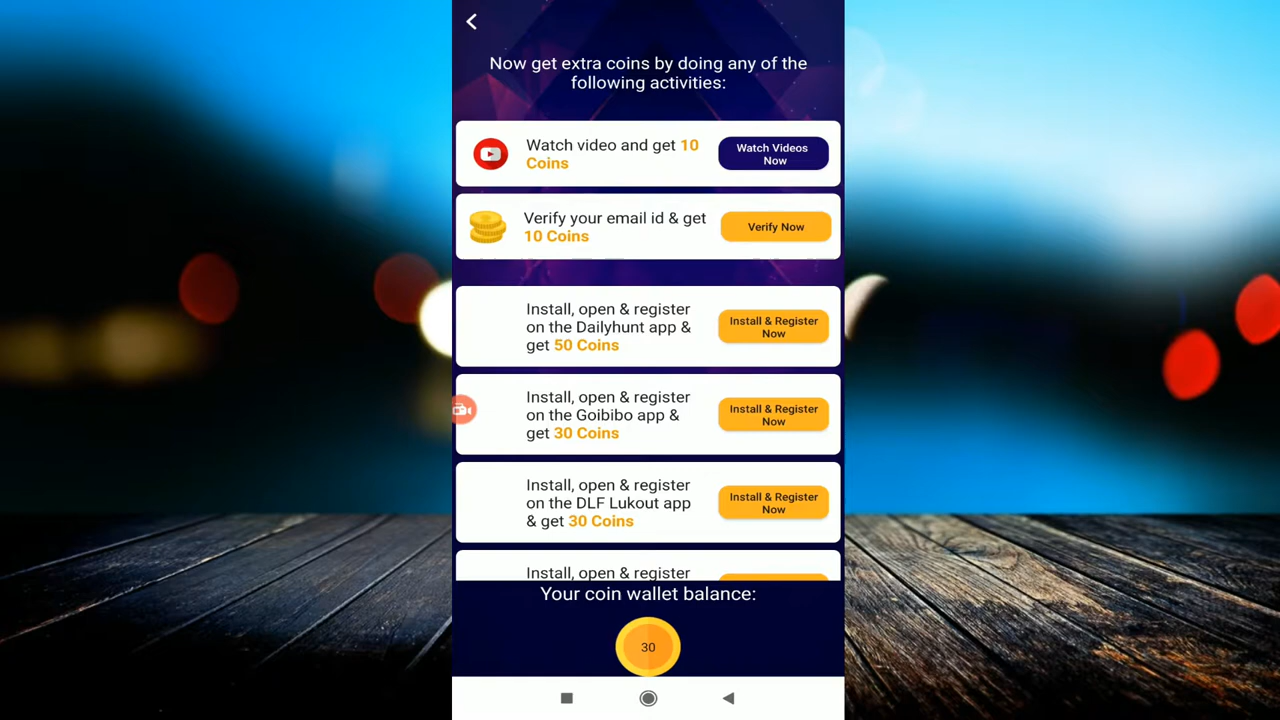 Now get extra coins by doing any of the
following activities:
Watch video and get 10
Coins
Watch Videos
Now
Verify your email id & get
10 Coins
Verify Now
Install, open & register
on the Dailyhunt app &
get 50 Coins
Install & Register
Now
Install, open & register
on the Goibibo app &
get 30 Coins
Install & Register
Now
Install, open & register
on the DLF Lukout app
& get 30 Coins
Install & Register
Now
Install, open & register
Your coin wallet balance:
30